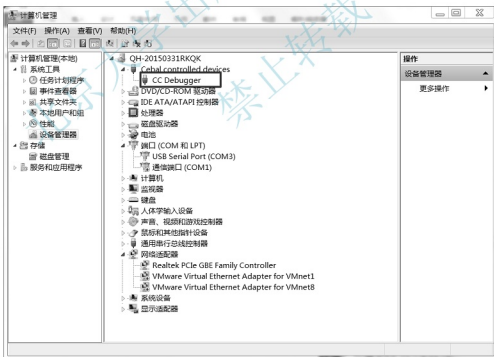 计算机管理
文件(F) 操作(A) 查看(V) 帮助(H)
计算机管理(本地)
系统工具
任务计划程序
事件查看器
共享文件夹
本地用户和组
性能
设备管理器
存储
磁盘管理
服务和应用程序
QH-20150331RKQK
Cebal controlled devices
CC Debugger
DVD/CD-ROM 驱动器
IDE ATA/ATAPI 控制器
处理器
磁盘驱动器
电池
端口 (COM 和 LPT)
USB Serial Port (COM3)
通信端口 (COM1)
计算机
监视器
键盘
人体学输入设备
声音、视频和游戏控制器
鼠标和其他指针设备
通用串行总线控制器
网络适配器
Realtek PCIe GBE Family Controller
VMware Virtual Ethernet Adapter for VMnet1
VMware Virtual Ethernet Adapter for VMnet8
系统设备
显示适配器
操作
设备管理器
更多操作
禁止转载